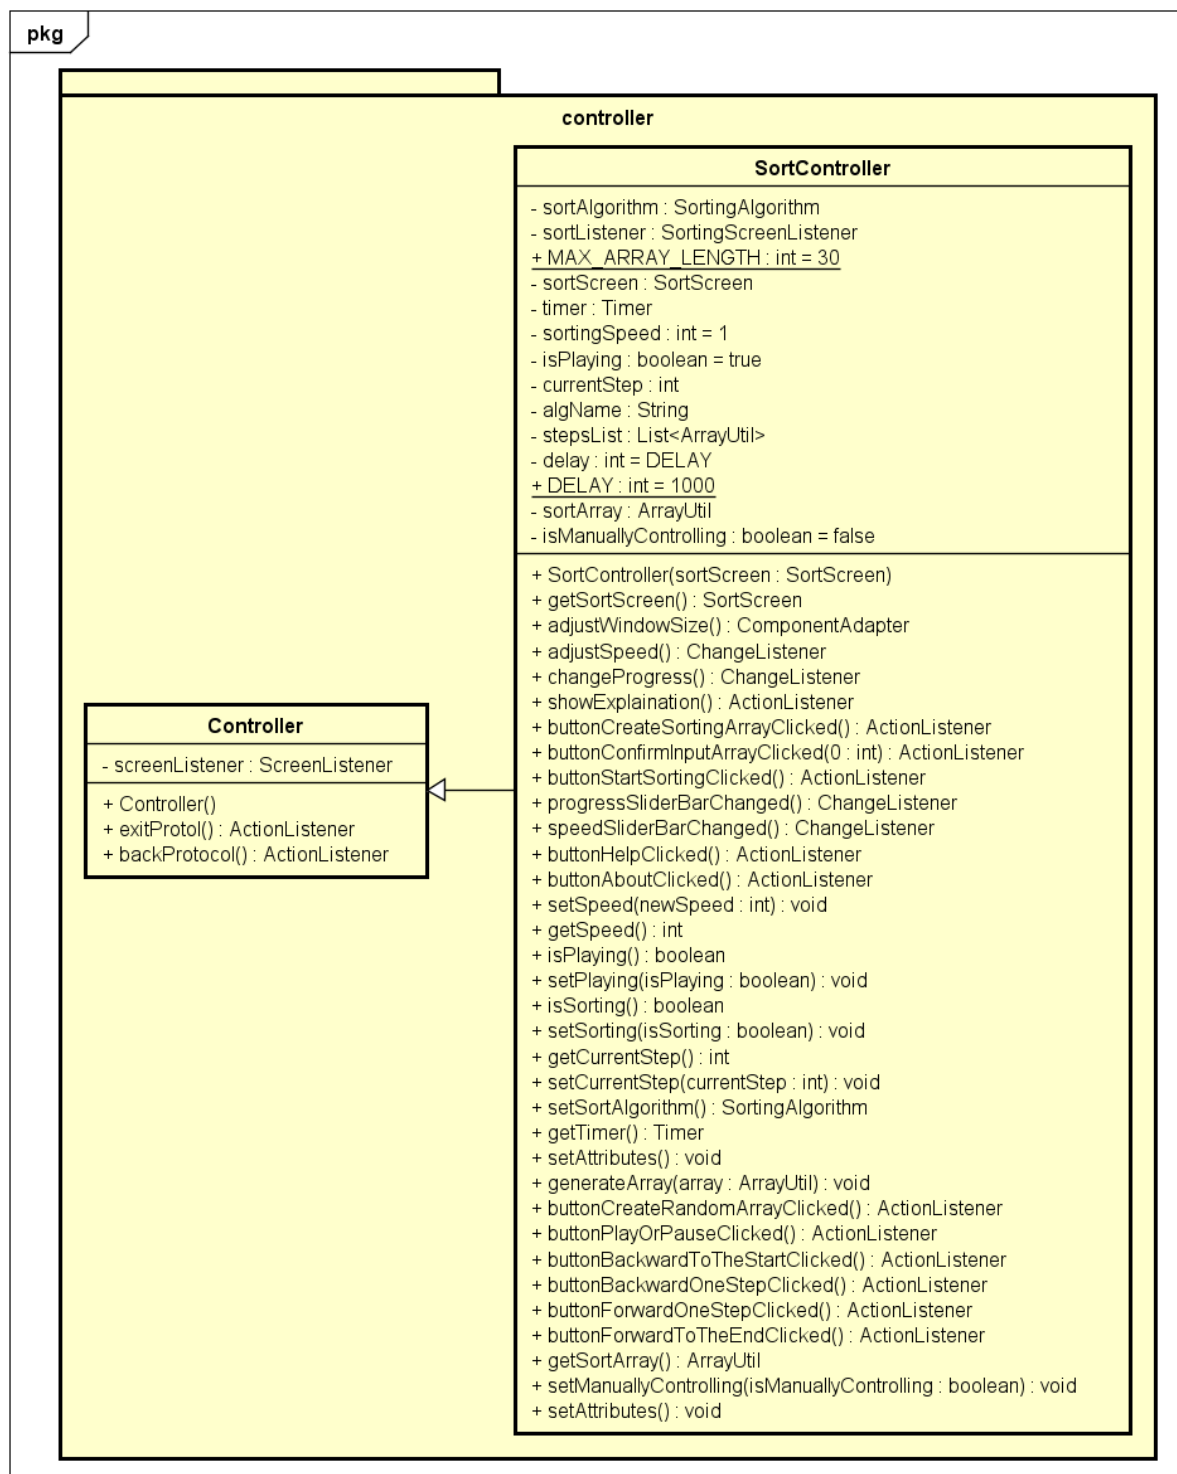 pkg
controller
SortController
- sortAlgorithm : SortingAlgorithm
- sortListener : SortingScreenListener
+ MAX_ARRAY_LENGTH : int = 30
- sortScreen : SortScreen
- timer : Timer
- sortingSpeed : int = 1
- isPlaying : boolean = true
- currentStep : int
- algName : String
- stepsList : List<ArrayUtil>
- delay : int = DELAY
+ DELAY : int = 1000
- sortArray : ArrayUtil
- isManuallyControlling : boolean = false
+ SortController(sortScreen : SortScreen)
+ getSortScreen() : SortScreen
+ adjustWindowSize() : ComponentAdapter
+ adjustSpeed() : ChangeListener
+ changeProgress() : ChangeListener
+ showExplaination() : ActionListener
+ buttonCreateSortingArrayClicked() : ActionListener
+ buttonConfirmInputArrayClicked(0 : int) : ActionListener
+ buttonStartSortingClicked() : ActionListener
+ progressSliderBarChanged() : ChangeListener
+ speedSliderBarChanged() : ChangeListener
+ buttonHelpClicked() : ActionListener
+ buttonAboutClicked() : ActionListener
+ setSpeed(newSpeed : int) : void
+ getSpeed() : int
+ isPlaying() : boolean
+ setPlaying(isPlaying : boolean) : void
+ isSorting() : boolean
+ setSorting(isSorting : boolean) : void
+ getCurrentStep() : int
+ setCurrentStep(currentStep : int) : void
+ setSortAlgorithm() : SortingAlgorithm
+ getTimer() : Timer
+ setAttributes() : void
+ generateArray(array : ArrayUtil) : void
+ buttonCreateRandomArrayClicked() : ActionListener
+ buttonPlayOrPauseClicked() : ActionListener
+ buttonBackwardToTheStartClicked() : ActionListener
+ buttonBackwardOneStepClicked() : ActionListener
+ buttonForwardOneStepClicked() : ActionListener
+ buttonForwardToTheEndClicked() : ActionListener
+ getSortArray() : ArrayUtil
+ setManuallyControlling(isManuallyControlling : boolean) : void
+ setAttributes() : void
Controller
- screenListener : ScreenListener
+ Controller()
+ exitProtol() : ActionListener
+ backProtocol() : ActionListener